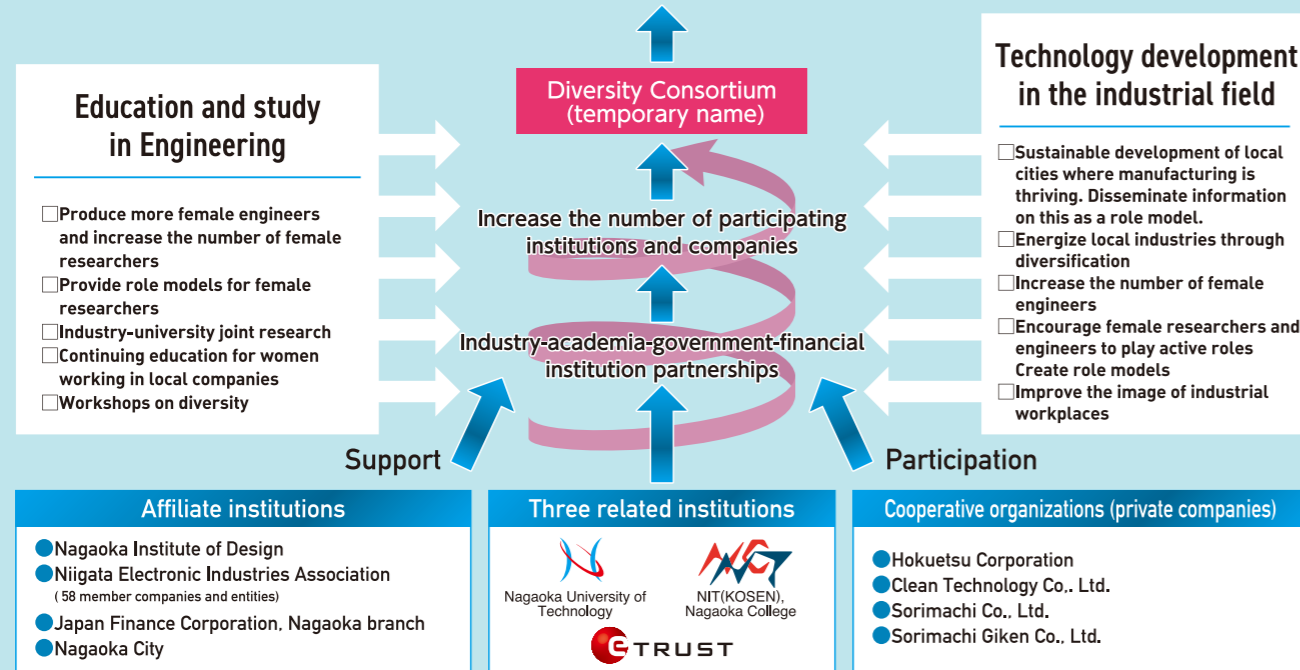 Diversity Consortium
(temporary name)
Education and study
in Engineering
□Produce more female engineers
and increase the number of female
researchers
□Provide role models for female
researchers
□Industry-university joint research
□Continuing education for women
working in local companies
□Workshops on diversity
Increase the number of participating
institutions and companies
Industry-academia-government-financial
institution partnerships
Technology development
in the industrial field
□Sustainable development of local
cities where manufacturing is
thriving. Disseminate information
on this as a role model.
□Energize local industries through
diversification
□Increase the number of female
engineers
□Encourage female researchers and
engineers to play active roles
Create role models
□Improve the image of industrial
workplaces
Support
Participation
Affiliate institutions
●Nagaoka Institute of Design
●Niigata Electronic Industries Association
( 58 member companies and entities)
●Japan Finance Corporation, Nagaoka branch
●Nagaoka City
Three related institutions
Nagaoka University of
Technology
NIT(KOSEN),
Nagaoka College
eTRUST
Cooperative organizations (private companies)
●Hokuetsu Corporation
●Clean Technology Co,. Ltd.
●Sorimachi Co., Ltd.
●Sorimachi Giken Co., Ltd.